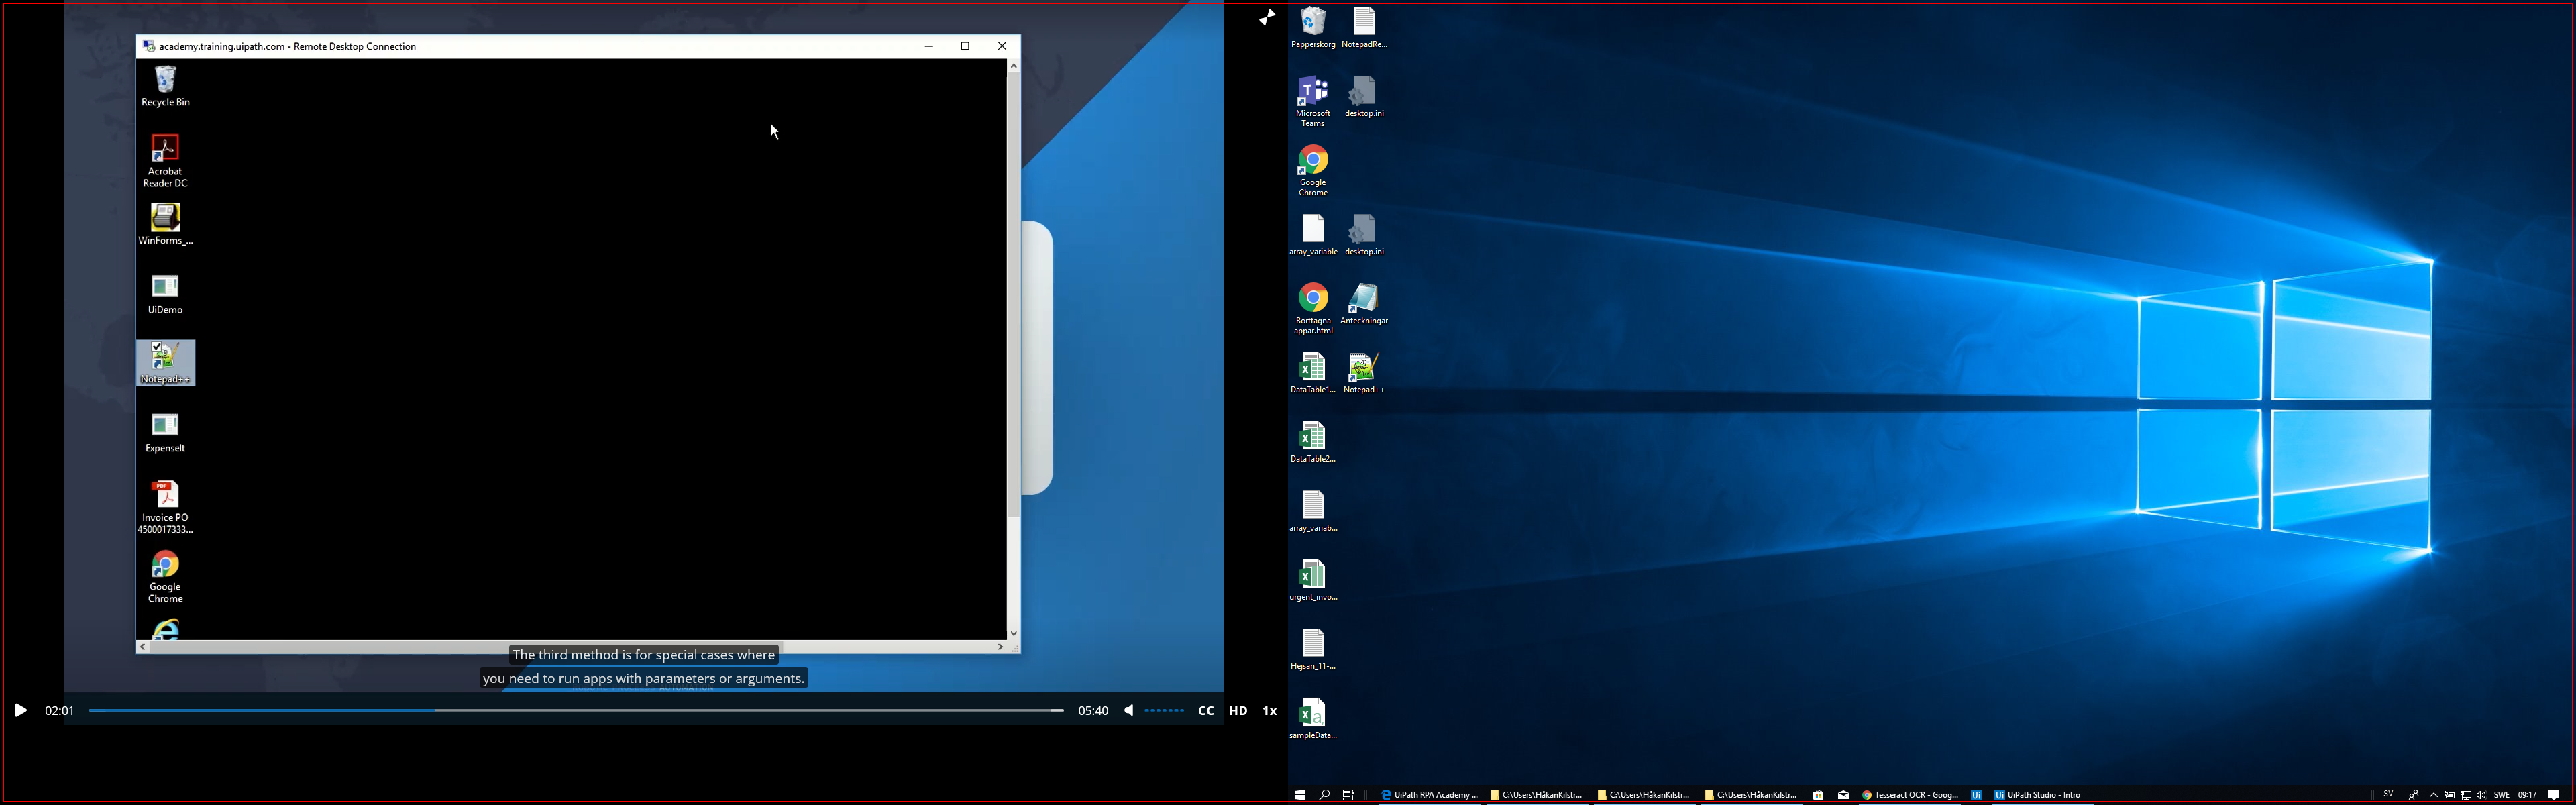 academy.training.uipath.com - Remote Desktop Connection
Recycle Bin
Acrobat
Reader DC
WinForms_...
UiDemo
Notepad++
ExpenseIt
Invoice PO
4500017333...
Google
Chrome
The third method is for special cases where
you need to run apps with parameters or arguments.
02:01
05:40
CC
HD
1x
Papperskorg
NotepadRe...
Microsoft
Teams
desktop.ini
Google
Chrome
array_variable
desktop.ini
Borttagna
appar.html
Anteckningar
DataTable1...
Notepad++
DataTable2...
array_variab...
urgent_invo...
Hejsan_11-...
sampleData...
UiPath RPA Academy ...
C:\Users\HåkanKilstr...
C:\Users\HåkanKilstr...
C:\Users\HåkanKilstr...
Tesseract OCR - Goog...
Ui
Ui
UiPath Studio - Intro
SV
SWE
09:17